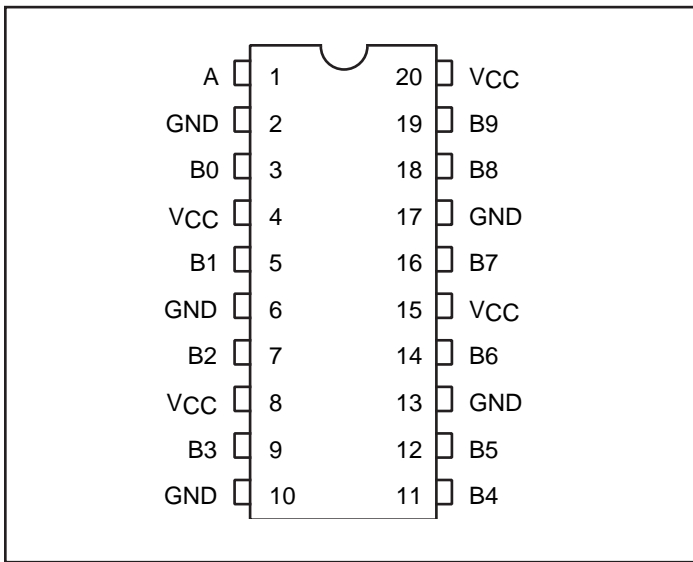 A 1 20 VCC
GND 2 19 B9
B0 3 18 B8
VCC 4 17 GND
B1 5 16 B7
GND 6 15 VCC
B2 7 14 B6
VCC 8 13 GND
B3 9 12 B5
GND 10 11 B4